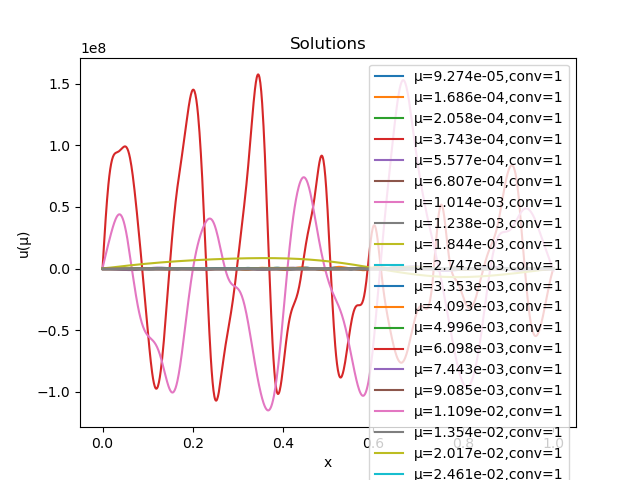 Solutions
1e8
1.5
1.0
0.5
0.0
−0.5
−1.0
u(μ)
0.0 0.2 0.4 0.6 0.8 1.0
x
μ=9.274e-05,conv=1
μ=1.686e-04,conv=1
μ=2.058e-04,conv=1
μ=3.743e-04,conv=1
μ=5.577e-04,conv=1
μ=6.807e-04,conv=1
μ=1.014e-03,conv=1
μ=1.238e-03,conv=1
μ=1.844e-03,conv=1
μ=2.747e-03,conv=1
μ=3.353e-03,conv=1
μ=4.093e-03,conv=1
μ=4.996e-03,conv=1
μ=6.098e-03,conv=1
μ=7.443e-03,conv=1
μ=9.085e-03,conv=1
μ=1.109e-02,conv=1
μ=1.354e-02,conv=1
μ=2.017e-02,conv=1
μ=2.461e-02,conv=1